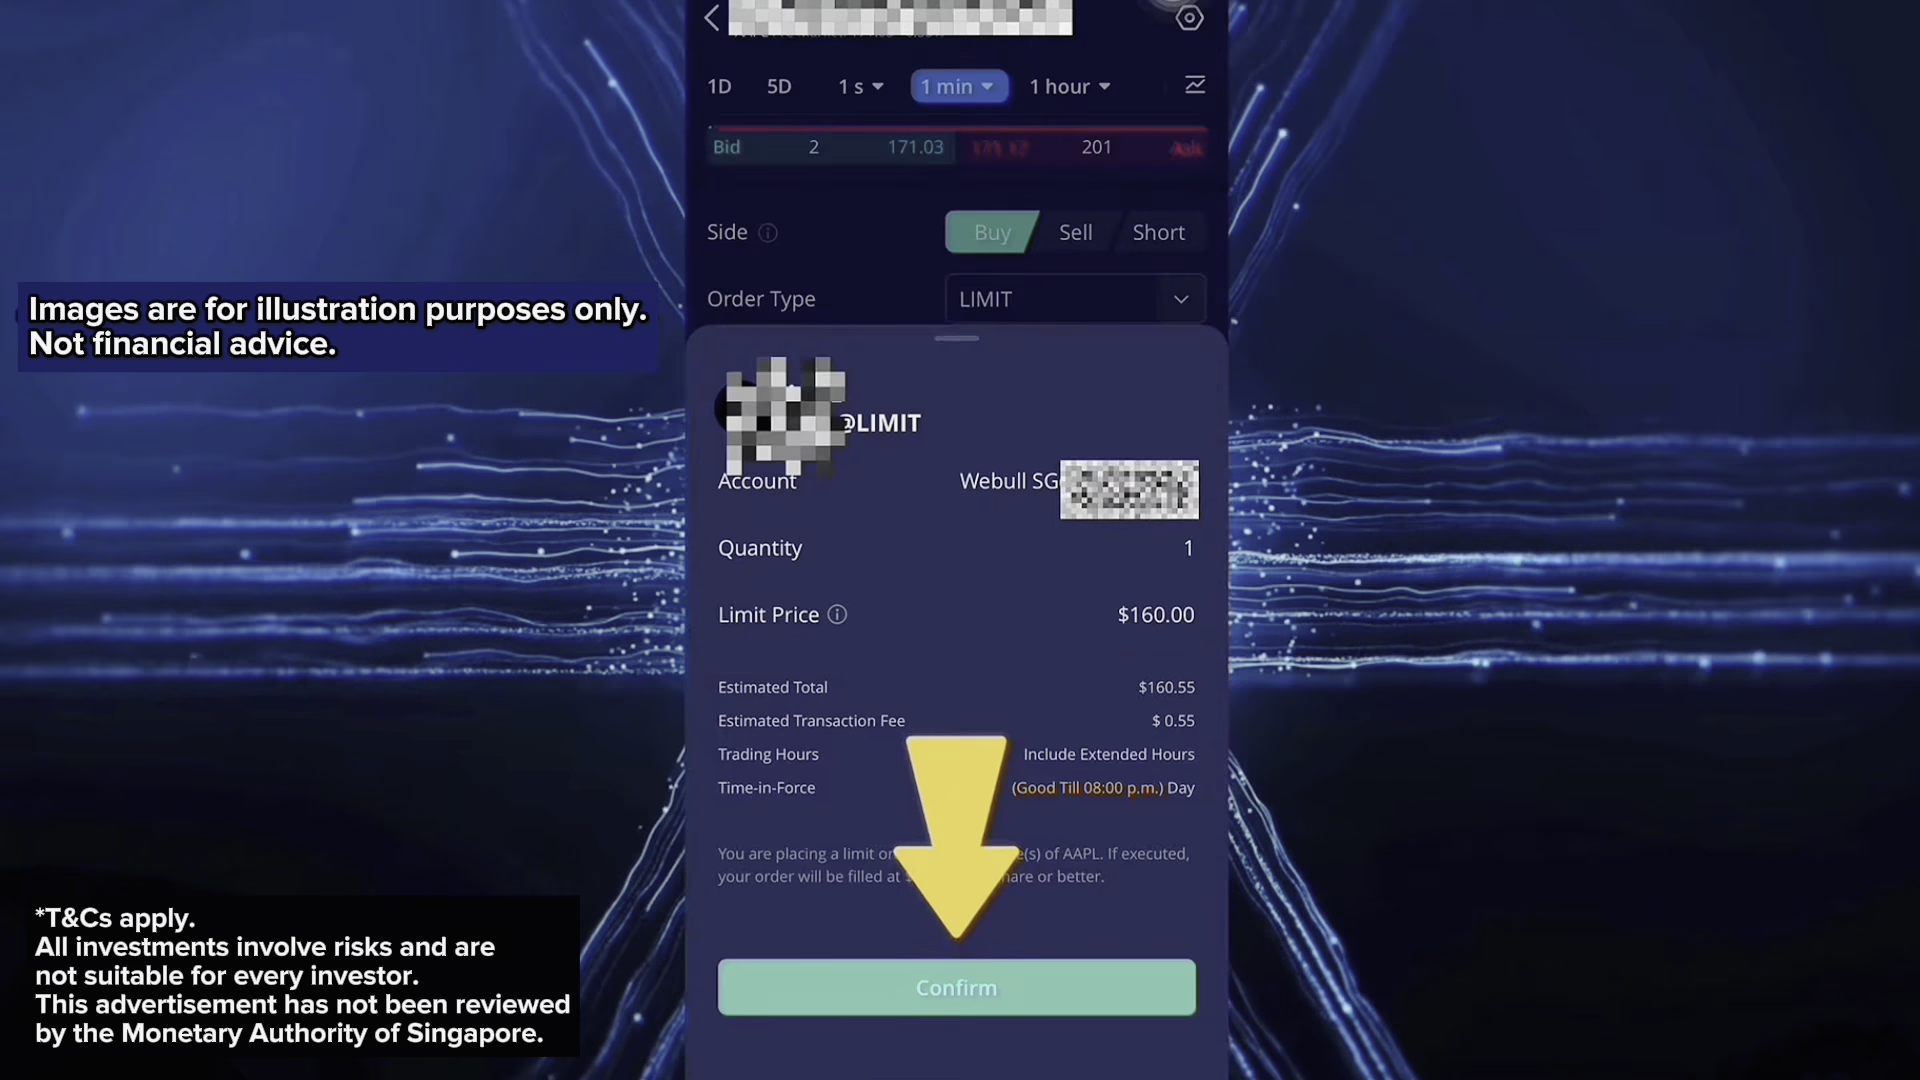 1D 5D 1 s 1 min 1 hour
Bid 2 171.03 201 Ask
Side Buy Sell Short
Order Type LIMIT
Images are for illustration purposes only.
Not financial advice.
@LIMIT
Account Webull SG
Quantity 1
Limit Price $160.00
Estimated Total $160.55
Estimated Transaction Fee $ 0.55
Trading Hours Include Extended Hours
Time-in-Force (Good Till 08:00 p.m.) Day
You are placing a limit of AAPL. If executed,
your order will be filled at or better.
Confirm
*T&Cs apply.
All investments involve risks and are
not suitable for every investor.
This advertisement has not been reviewed
by the Monetary Authority of Singapore.